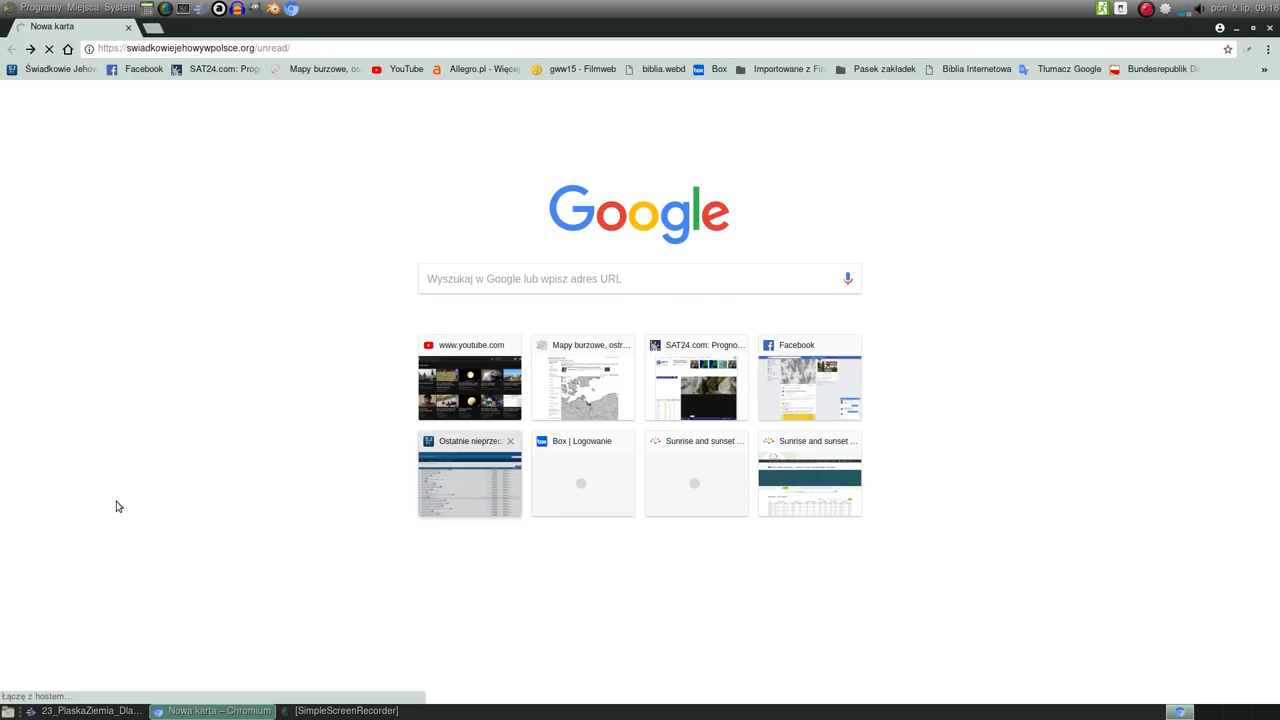 Programy Miejsca System
pon. 2 lip, 09:18
Nowa karta
https://swiadkowiejehowywpolsce.org/unread/
Świadkowie Jehow
Facebook
SAT24.com: Prog
Mapy burzowe, os
YouTube
Allegro.pl - Więcej
gww15 - Filmweb
biblia.webd
Box
Importowane z Fir
Pasek zakładek
Biblia Internetowa
Tłumacz Google
Bundesrepublik De
»
Google
Wyszukaj w Google lub wpisz adres URL
www.youtube.com
Mapy burzowe, ostr...
SAT24.com: Progno...
Facebook
Ostatnie nieprzec
Box | Logowanie
Sunrise and sunset ...
Sunrise and sunset ...
Łączę z hostem...
23_PlaskaZiemia_Dla...
Nowa karta – Chromium
[SimpleScreenRecorder]